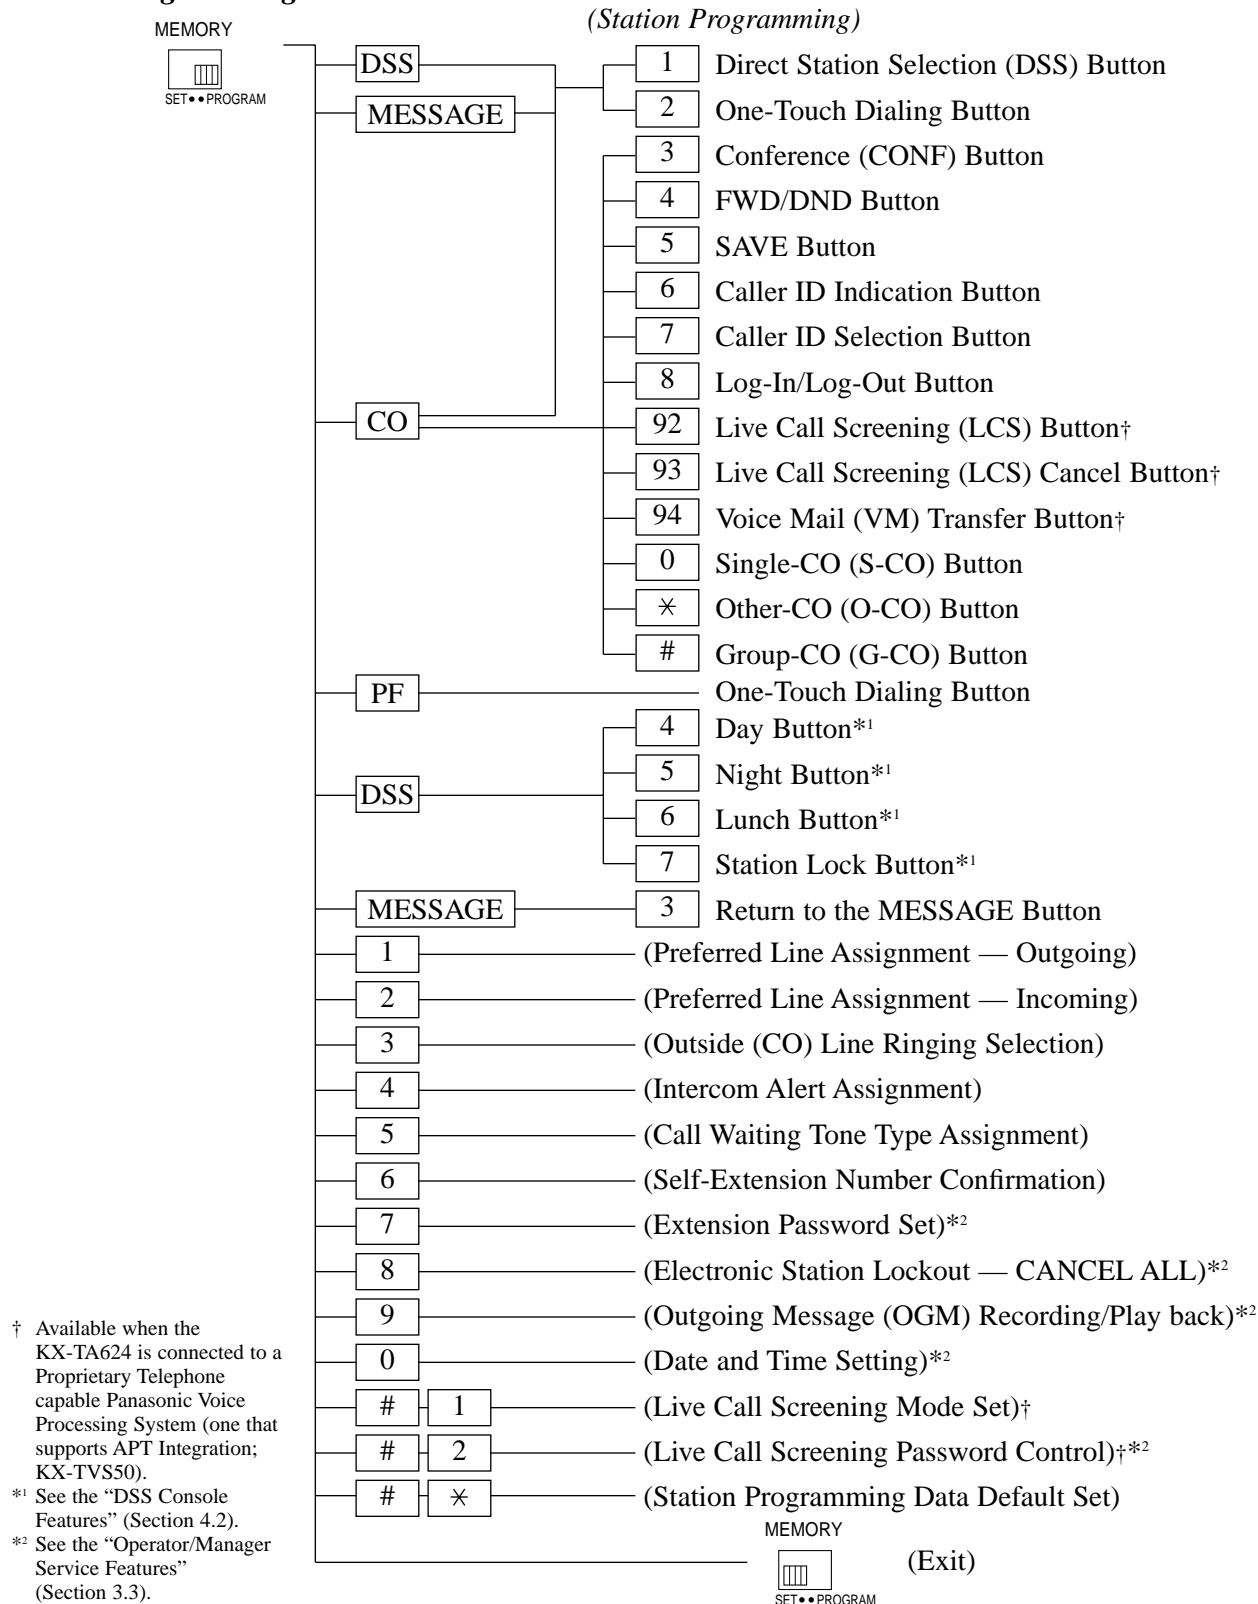 (Station Programming)
MEMORY
SET••PROGRAM
DSS
1 Direct Station Selection (DSS) Button
MESSAGE
2 One-Touch Dialing Button
3 Conference (CONF) Button
4 FWD/DND Button
5 SAVE Button
6 Caller ID Indication Button
7 Caller ID Selection Button
8 Log-In/Log-Out Button
CO
92 Live Call Screening (LCS) Button†
93 Live Call Screening (LCS) Cancel Button†
94 Voice Mail (VM) Transfer Button†
0 Single-CO (S-CO) Button
* Other-CO (O-CO) Button
# Group-CO (G-CO) Button
PF One-Touch Dialing Button
4 Day Button*1
5 Night Button*1
DSS
6 Lunch Button*1
7 Station Lock Button*1
MESSAGE 3 Return to the MESSAGE Button
1 (Preferred Line Assignment — Outgoing)
2 (Preferred Line Assignment — Incoming)
3 (Outside (CO) Line Ringing Selection)
4 (Intercom Alert Assignment)
5 (Call Waiting Tone Type Assignment)
6 (Self-Extension Number Confirmation)
7 (Extension Password Set)*2
8 (Electronic Station Lockout — CANCEL ALL)*2
9 (Outgoing Message (OGM) Recording/Play back)*2
0 (Date and Time Setting)*2
# 1 (Live Call Screening Mode Set)†
# 2 (Live Call Screening Password Control)†*2
# * (Station Programming Data Default Set)
MEMORY
SET••PROGRAM
(Exit)
† Available when the
KX-TA624 is connected to a
Proprietary Telephone
capable Panasonic Voice
Processing System (one that
supports APT Integration;
KX-TVS50).
*1 See the “DSS Console
Features” (Section 4.2).
*2 See the “Operator/Manager
Service Features”
(Section 3.3).